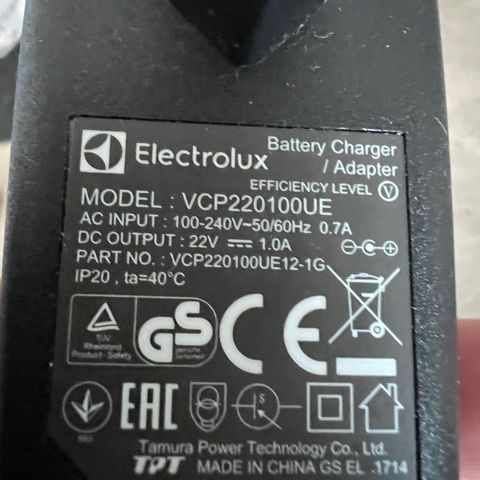 Electrolux
Battery Charger
/ Adapter
EFFICIENCY LEVEL V
MODEL : VCP220100UE
AC INPUT : 100-240V~50/60Hz 0.7A
DC OUTPUT : 22V ⎓ 1.0A
PART NO. : VCP220100UE12-1G
IP20 , ta=40°C
TÜV
Rheinland
Product · Safety
GS
geprüfte
Sicherheit
CE
EAC
S
Tamura Power Technology Co., Ltd.
TPT MADE IN CHINA GS EL .1714